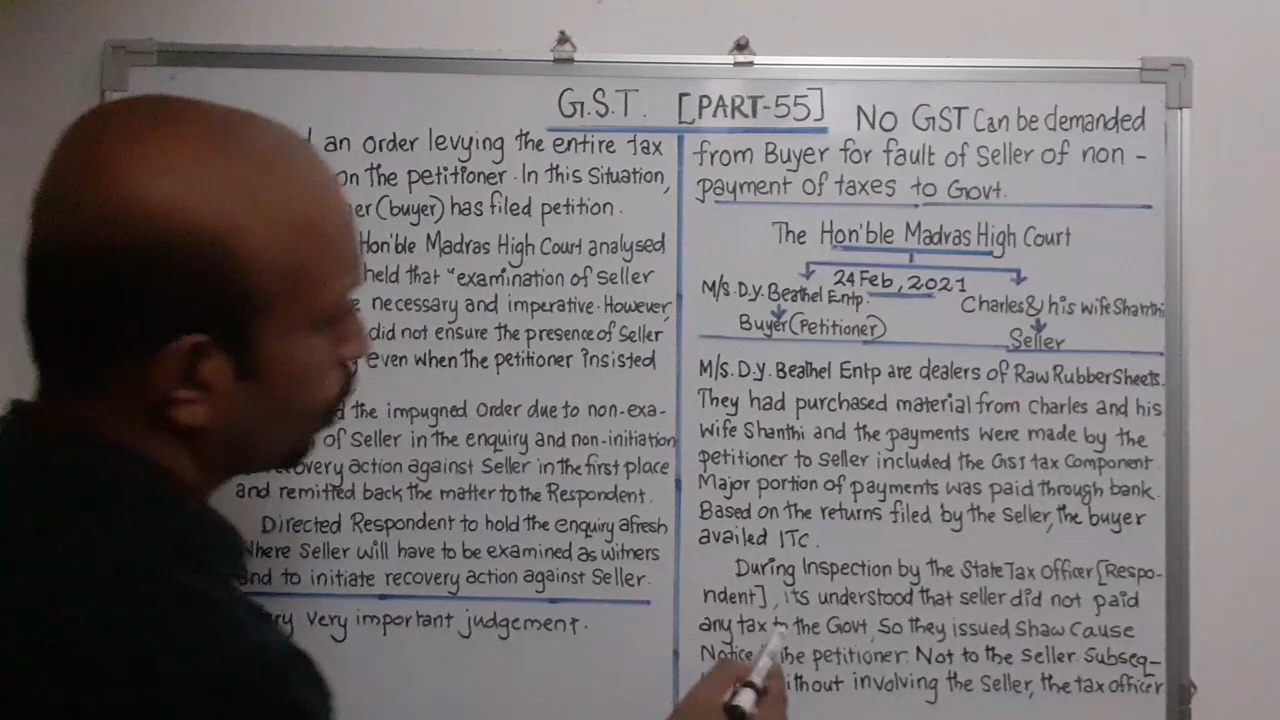 G.S.T. [PART-55]
No GST Can be demanded
from Buyer for fault of Seller of non-
payment of taxes to Govt.
The Hon'ble Madras High Court
24 Feb, 2021
M/s. D.y. Beathel Entp.
Buyer (Petitioner)
Charles & his wife Shanthi
Seller
M/s. D.y. Beathel Entp are dealers of Raw Rubber Sheets.
They had purchased material from Charles and his
wife Shanthi and the payments were made by the
petitioner to Seller included the GST tax Component.
Major portion of payments was paid through bank.
Based on the returns filed by the Seller, the buyer
availed ITC.
During Inspection by the State Tax officer [Respo-
ndent], its understood that seller did not paid
any tax to the Govt, So they issued Shaw Cause
Notice the petitioner. Not to the Seller. Subseq-
without involving the Seller, the tax officer
an order levying the entire tax
on the petitioner. In this Situation,
(buyer) has filed petition.
Hon'ble Madras High Court analysed
held that "examination of Seller
necessary and imperative. However,
did not ensure the presence of Seller
even when the petitioner insisted
the impugned Order due to non-exa-
of Seller in the enquiry and non-initiation
recovery action against Seller in the first place
and remitted back the matter to the Respondent.
Directed Respondent to hold the enquiry afresh
Where Seller will have to be examined as witners
and to initiate recovery action against Seller.
very important judgement.